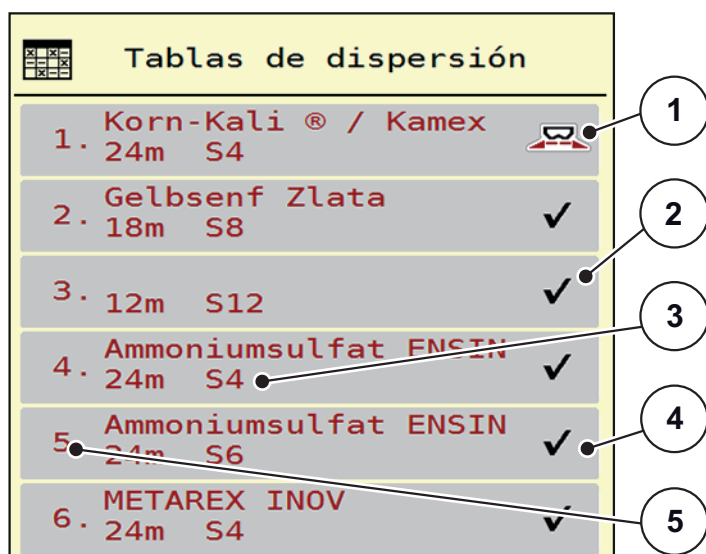 Tablas de dispersión
1. Korn-Kali ® / Kamex
24m S4
2. Gelbsenf Zlata
18m S8
3.
12m S12
4. Ammoniumsulfat ENSIN
24m S4
5. Ammoniumsulfat ENSIN
24m S6
6. METAREX INOV
24m S4
1
2
3
4
5